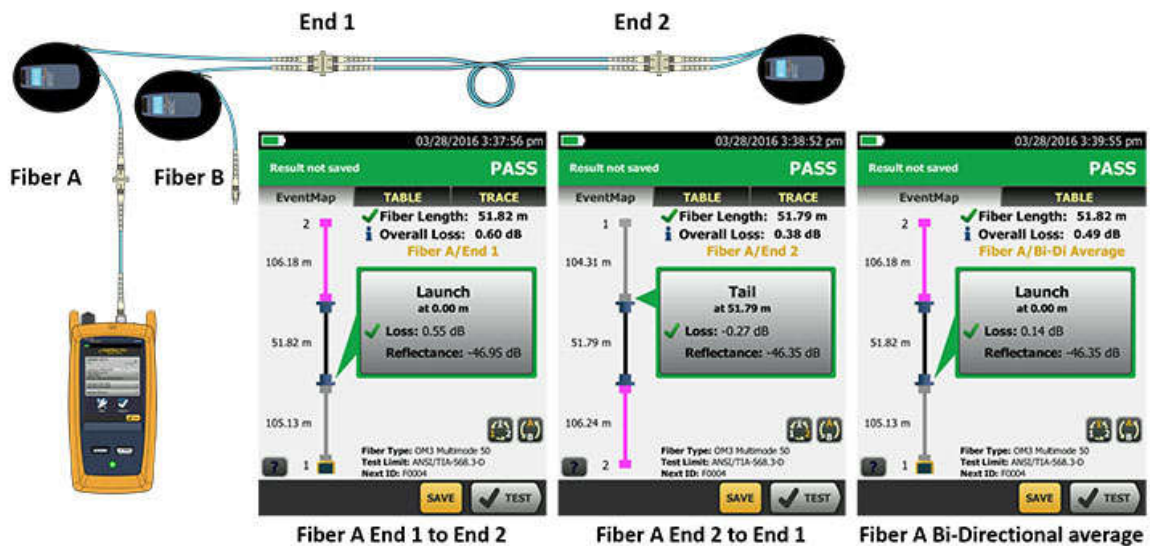 End 1
End 2
Fiber A
Fiber B
03/28/2016 3:37:56 pm
Result not saved
PASS
EventMap
TABLE
TRACE
2
Fiber Length: 51.82 m
Overall Loss: 0.60 dB
Fiber A/End 1
106.18 m
Launch
at 0.00 m
Loss: 0.55 dB
51.82 m
Reflectance: -46.95 dB
105.13 m
Fiber Type: OM3 Multimode 50
Test Limit: ANSI/TIA-568.3-D
1
Next ID: F0004
?
SAVE
TEST
Fiber A End 1 to End 2
03/28/2016 3:38:52 pm
Result not saved
PASS
EventMap
TABLE
TRACE
1
Fiber Length: 51.79 m
Overall Loss: 0.38 dB
Fiber A/End 2
104.31 m
Tail
at 51.79 m
Loss: -0.27 dB
51.79 m
Reflectance: -46.35 dB
106.24 m
Fiber Type: OM3 Multimode 50
Test Limit: ANSI/TIA-568.3-D
2
Next ID: F0004
?
SAVE
TEST
Fiber A End 2 to End 1
03/28/2016 3:39:55 pm
Result not saved
PASS
EventMap
TABLE
TRACE
2
Fiber Length: 51.82 m
Overall Loss: 0.49 dB
Fiber A/Bi-Di Average
106.18 m
Launch
at 0.00 m
Loss: 0.14 dB
51.82 m
Reflectance: -46.35 dB
105.13 m
Fiber Type: OM3 Multimode 50
Test Limit: ANSI/TIA-568.3-D
1
Next ID: F0004
?
SAVE
TEST
Fiber A Bi-Directional average